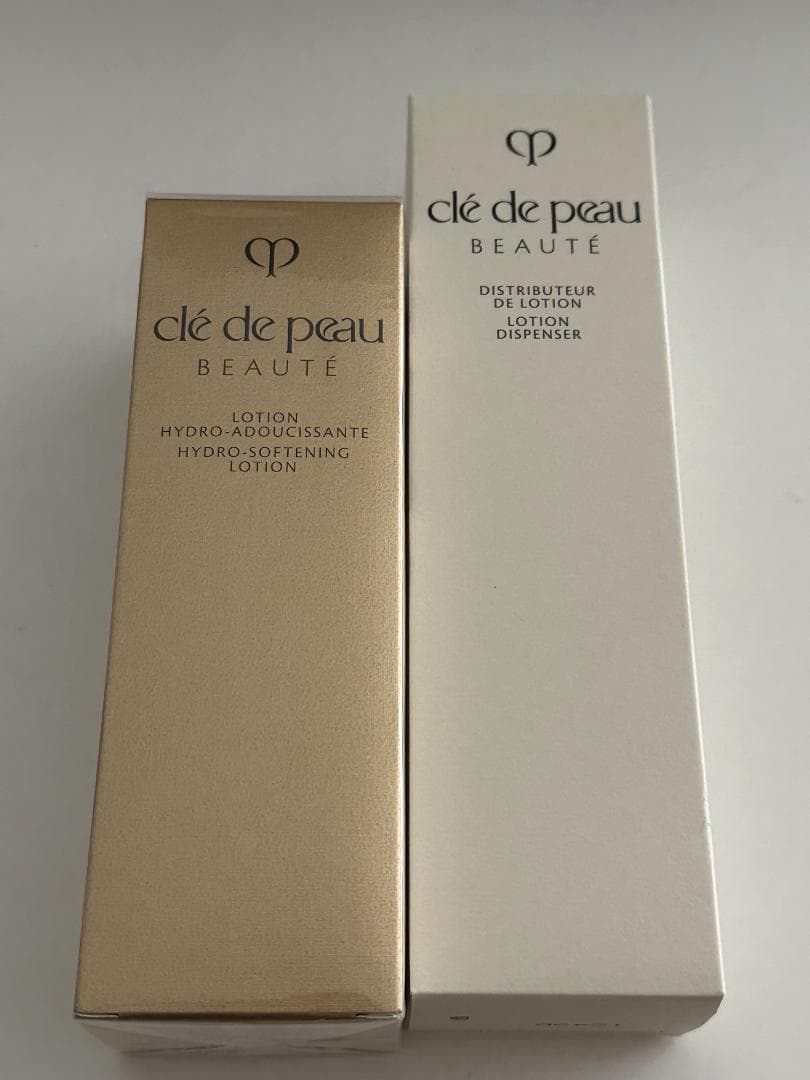 clé de peau
BEAUTÉ
LOTION
HYDRO-ADOUCISSANTE
HYDRO-SOFTENING
LOTION
clé de peau
BEAUTÉ
DISTRIBUTEUR
DE LOTION
LOTION
DISPENSER